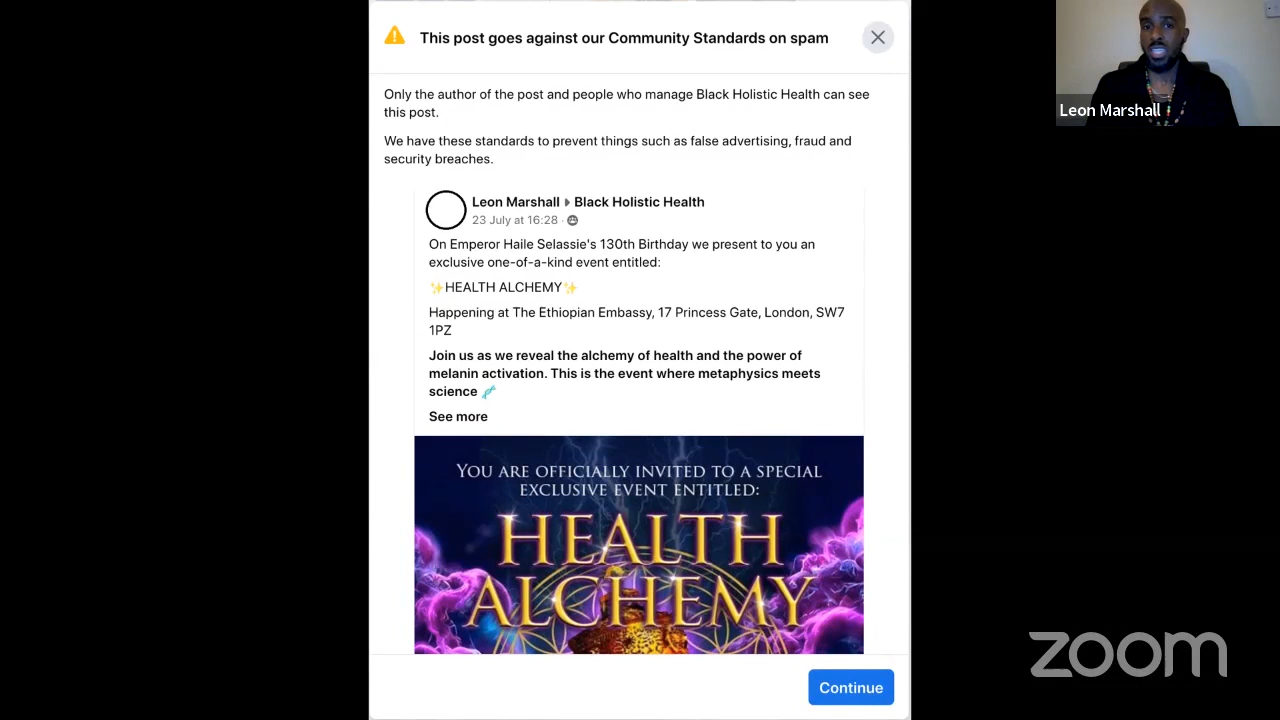 This post goes against our Community Standards on spam
Only the author of the post and people who manage Black Holistic Health can see
this post.
We have these standards to prevent things such as false advertising, fraud and
security breaches.
Leon Marshall ▸ Black Holistic Health
23 July at 16:28 ·
On Emperor Haile Selassie's 130th Birthday we present to you an
exclusive one-of-a-kind event entitled:
✨HEALTH ALCHEMY✨
Happening at The Ethiopian Embassy, 17 Princess Gate, London, SW7
1PZ
Join us as we reveal the alchemy of health and the power of
melanin activation. This is the event where metaphysics meets
science 🧬
See more
YOU ARE OFFICIALLY INVITED TO A SPECIAL
EXCLUSIVE EVENT ENTITLED:
HEALTH
ALCHEMY
Continue
Leon Marshall
zoom